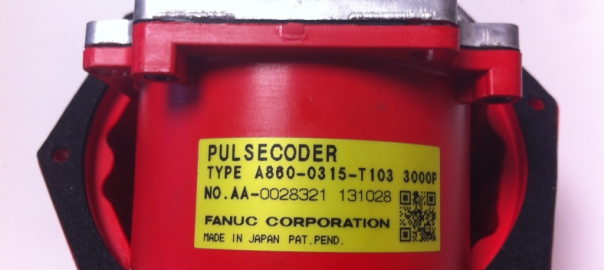 PULSECODER
TYPE A860-0315-T103 3000P
NO.AA-0028321 131028
FANUC CORPORATION
MADE IN JAPAN PAT.PEND.